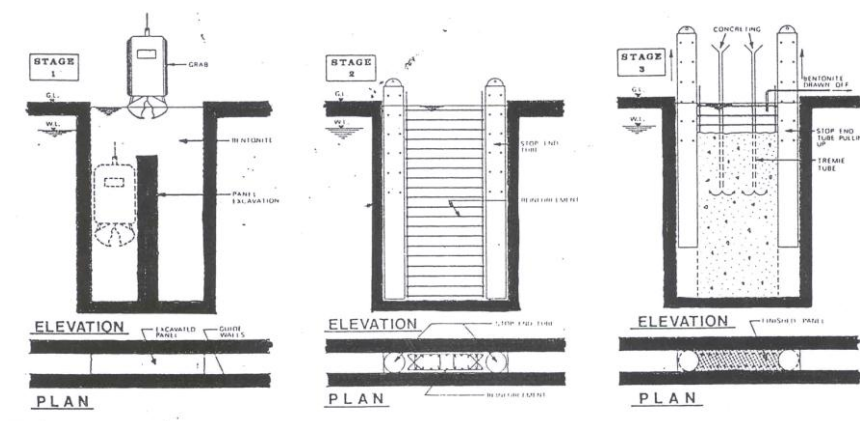 STAGE
1
GRAB
G.L.
W.L.
BENTONITE
PANEL
EXCAVATION
ELEVATION
EXCAVATED
PANEL
GUIDE
WALLS
PLAN
STAGE
2
G.L.
W.L.
STOP END
TUBE
REINFORCEMENT
ELEVATION
STOP END TUBE
REINFORCEMENT
PLAN
CONCRETING
STAGE
3
G.L.
W.L.
BENTONITE
DRAWN OFF
STOP END
TUBE PULLIN
UP
TREMIE
TUBE
ELEVATION
FINISHED PANEL
PLAN